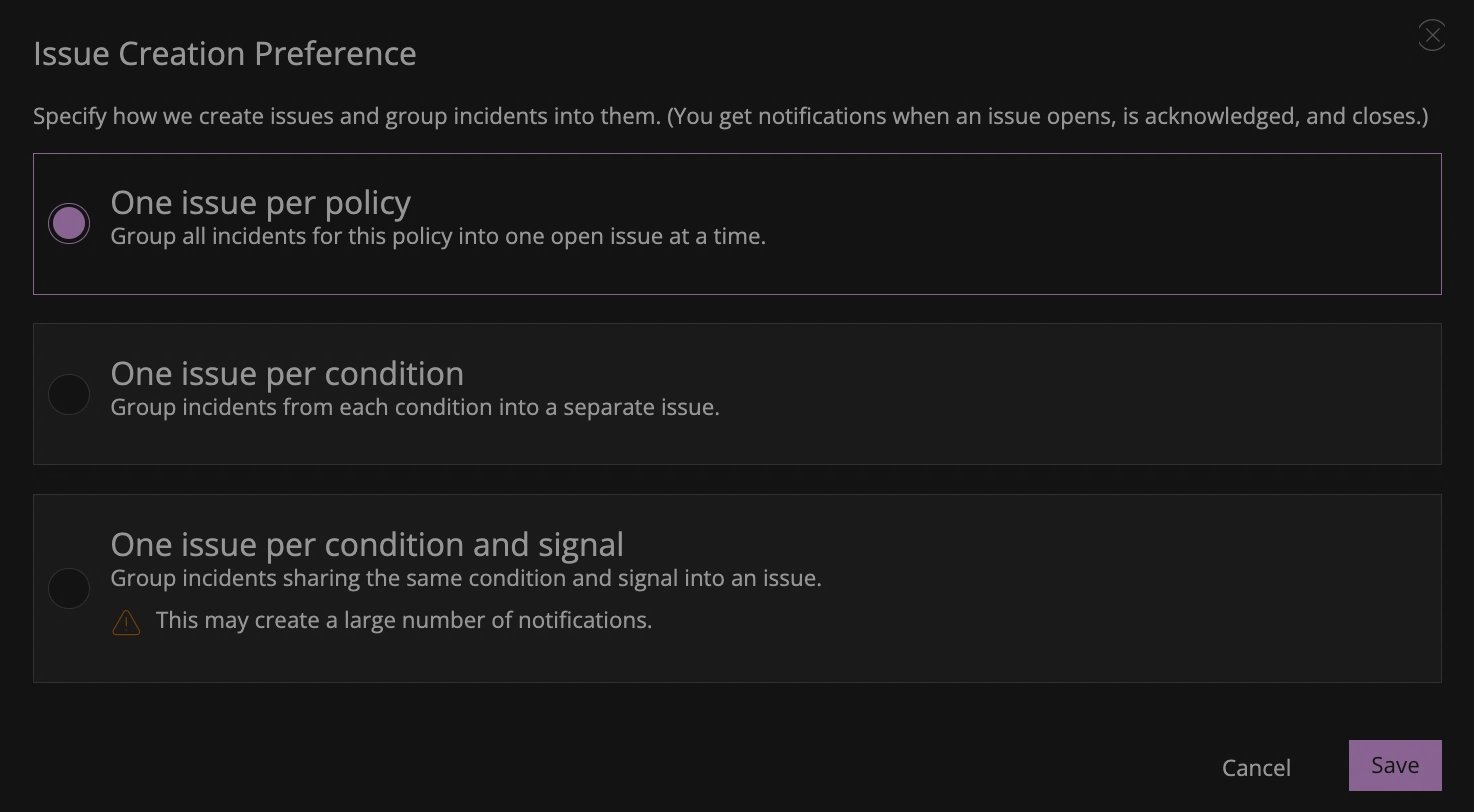 Issue Creation Preference
Specify how we create issues and group incidents into them. (You get notifications when an issue opens, is acknowledged, and closes.)
One issue per policy
Group all incidents for this policy into one open issue at a time.
One issue per condition
Group incidents from each condition into a separate issue.
One issue per condition and signal
Group incidents sharing the same condition and signal into an issue.
This may create a large number of notifications.
Cancel Save